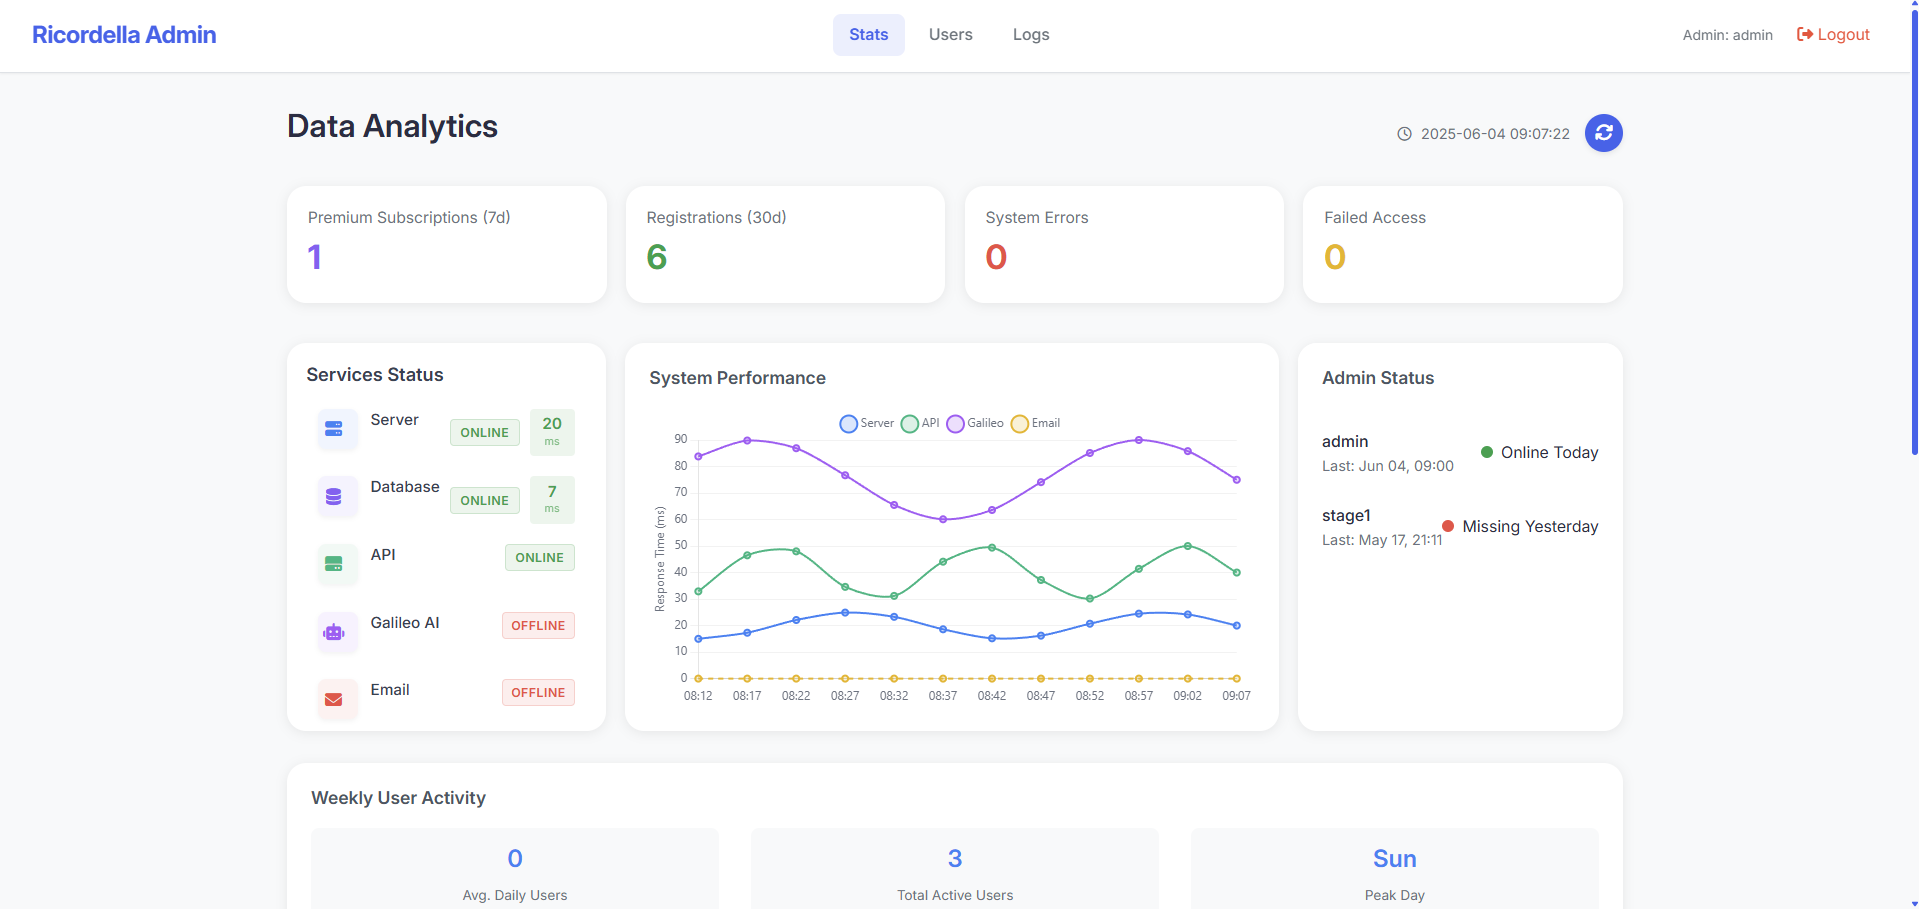 Ricordella Admin
Stats
Users
Logs
Admin: admin
Logout
Data Analytics
2025-06-04 09:07:22
Premium Subscriptions (7d)
1
Registrations (30d)
6
System Errors
0
Failed Access
0
Services Status
Server
ONLINE
20
ms
Database
ONLINE
7
ms
API
ONLINE
Galileo AI
OFFLINE
Email
OFFLINE
System Performance
Server
API
Galileo
Email
Response Time (ms)
90
80
70
60
50
40
30
20
10
0
08:12
08:17
08:22
08:27
08:32
08:37
08:42
08:47
08:52
08:57
09:02
09:07
Admin Status
admin
Last: Jun 04, 09:00
Online Today
stage1
Last: May 17, 21:11
Missing Yesterday
Weekly User Activity
0
Avg. Daily Users
3
Total Active Users
Sun
Peak Day